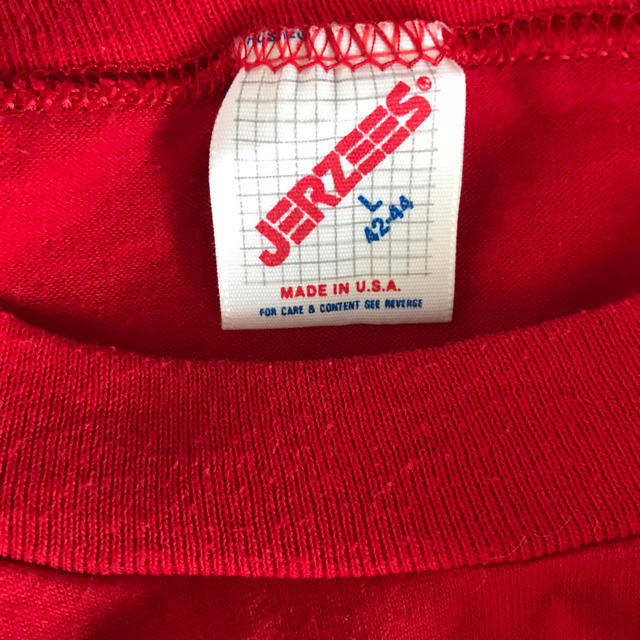 JERZEES®
L
42-44
MADE IN U.S.A.
FOR CARE & CONTENT SEE REVERSE